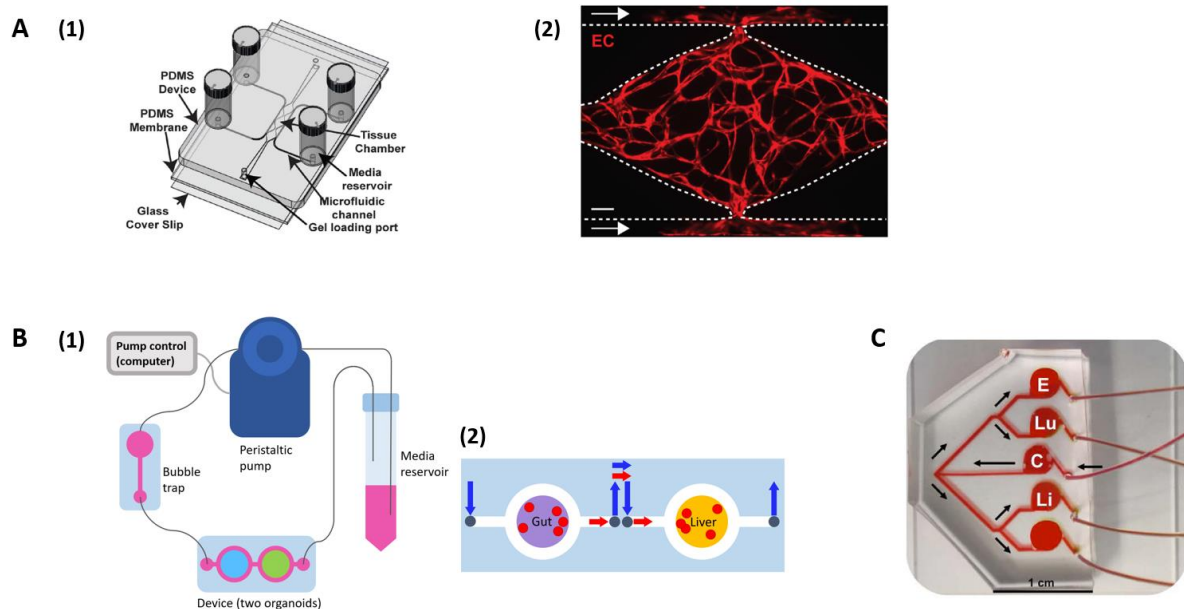 A
(1)
PDMS
Device
PDMS
Membrane
Glass
Cover Slip
Tissue
Chamber
Media
reservoir
Microfluidic
channel
Gel loading port
(2)
EC
B
(1)
Pump control
(computer)
Peristaltic
pump
Media
reservoir
Bubble
trap
Device (two organoids)
(2)
Gut
Liver
C
E
Lu
C
Li
1 cm